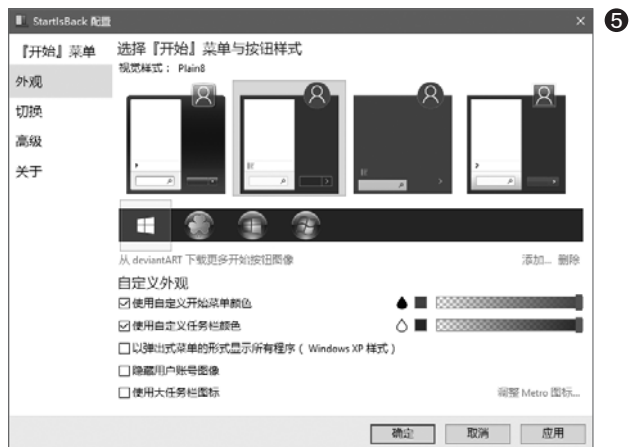 StartIsBack 配置
❺
『开始』菜单
外观
切换
高级
关于
选择『开始』菜单与按钮样式
视觉样式： Plain8
从 deviantART 下载更多开始按钮图像
添加... 删除
自定义外观
使用自定义开始菜单颜色
使用自定义任务栏颜色
以弹出式菜单的形式显示所有程序（ Windows XP 样式）
隐藏用户账号图像
使用大任务栏图标
调整 Metro 图标...
确定 取消 应用